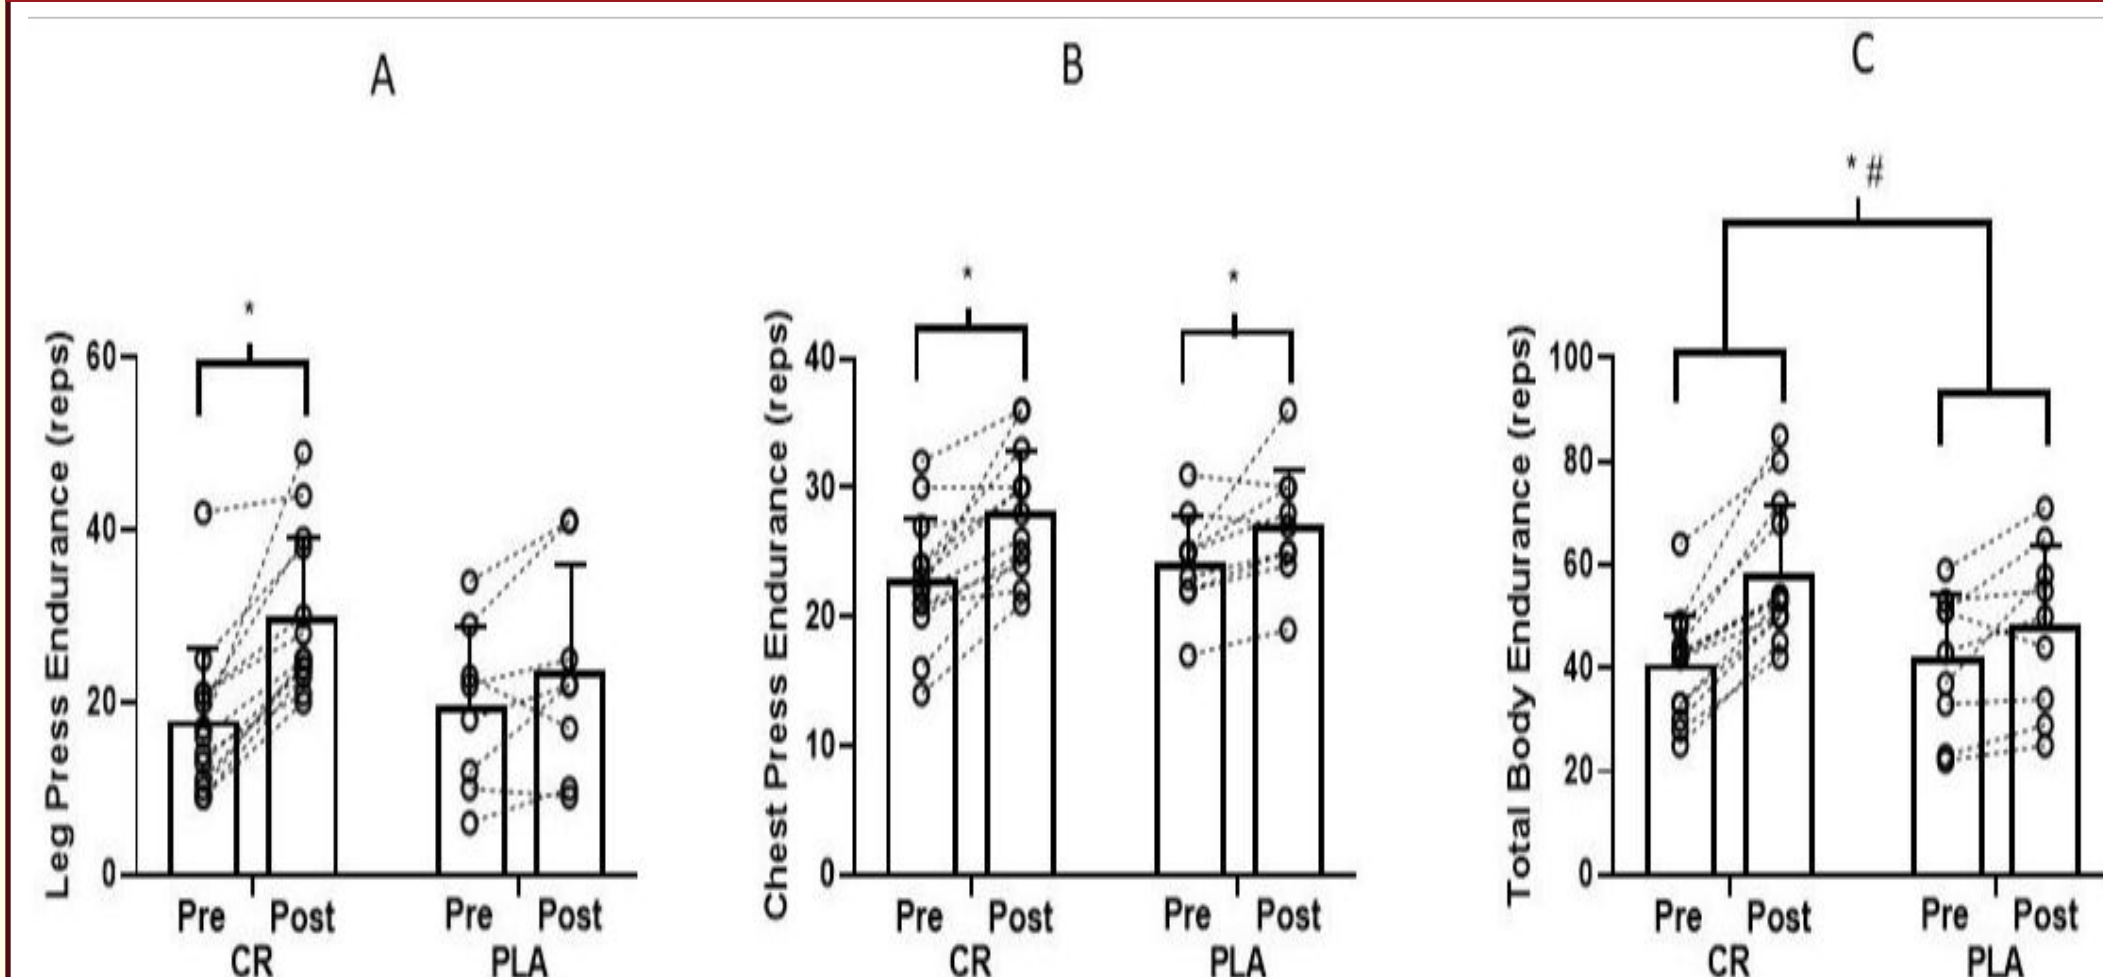 A
B
C
* #
*
*
*
Leg Press Endurance (reps)
60
40
20
0
Pre Post Pre Post
CR PLA
Chest Press Endurance (reps)
40
30
20
10
0
Pre Post Pre Post
CR PLA
Total Body Endurance (reps)
100
80
60
40
20
0
Pre Post Pre Post
CR PLA